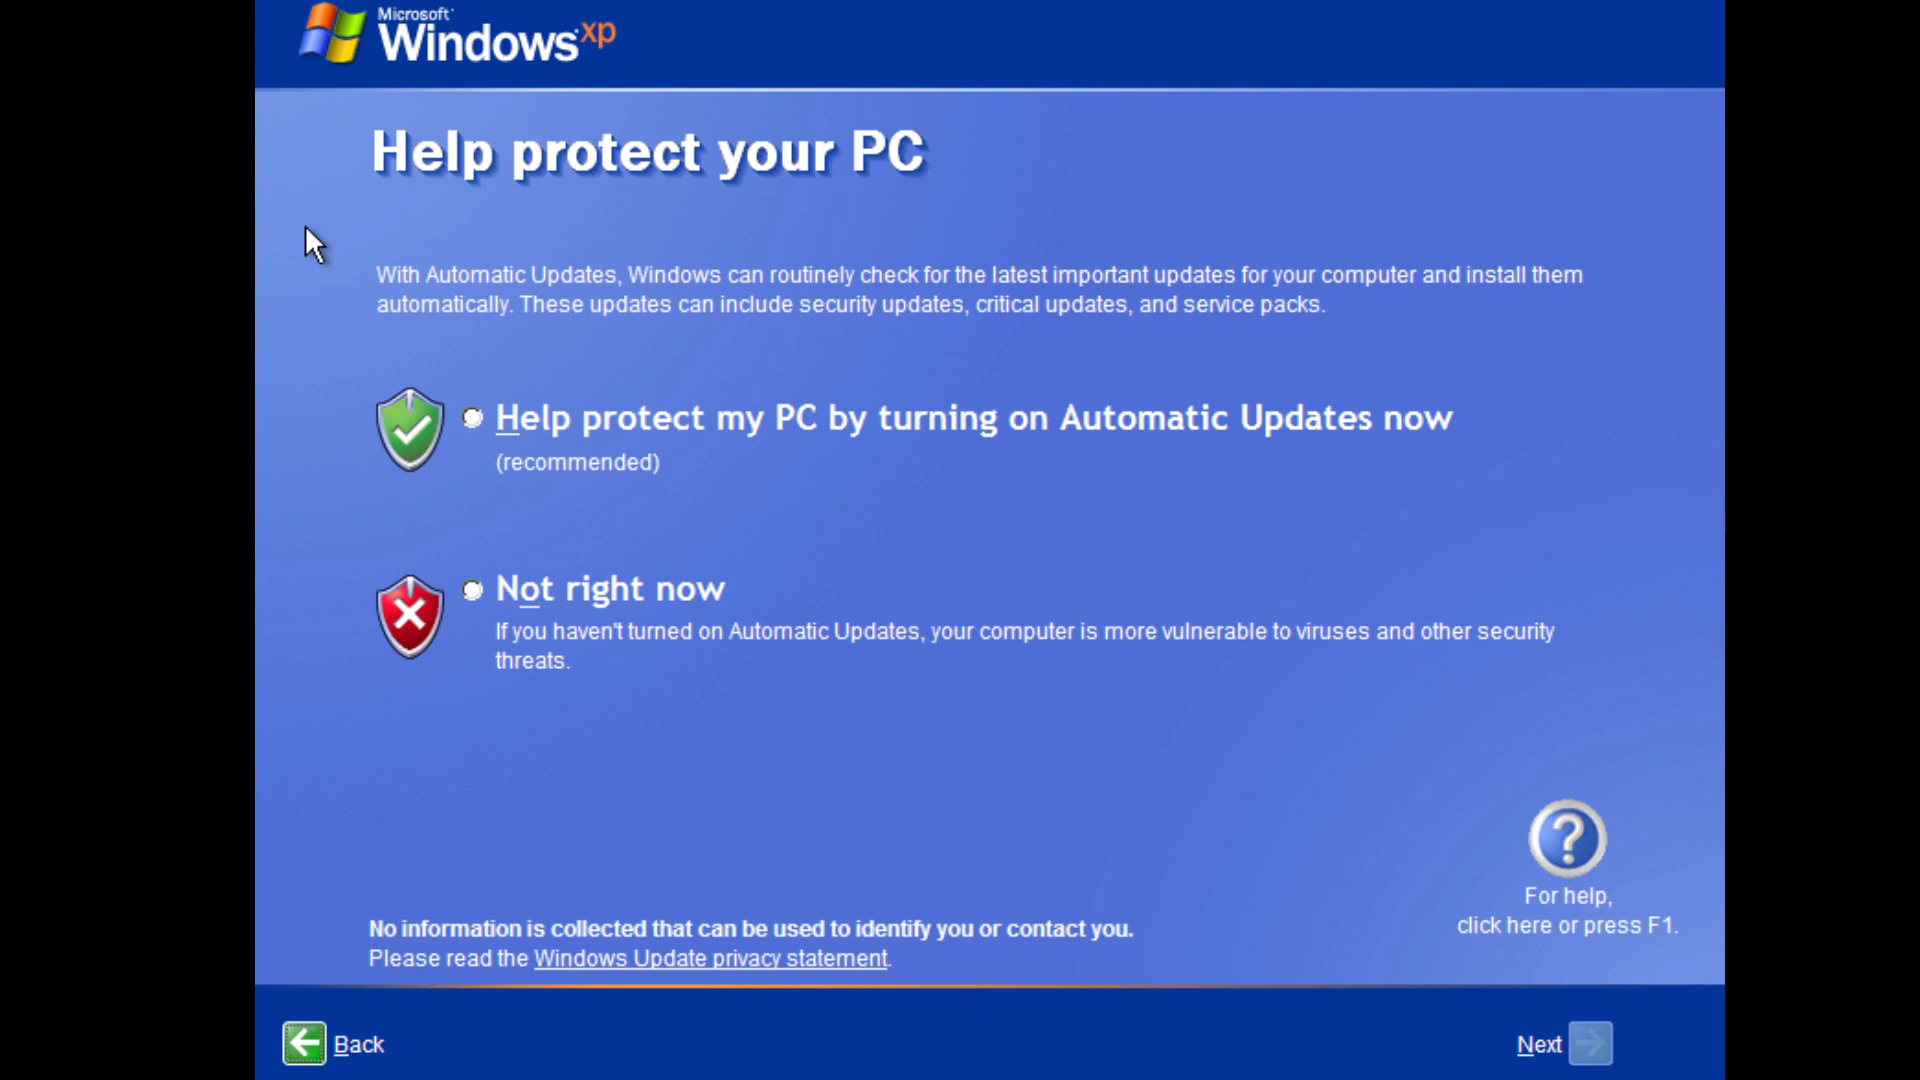 Microsoft
Windows xp
Help protect your PC
With Automatic Updates, Windows can routinely check for the latest important updates for your computer and install them
automatically. These updates can include security updates, critical updates, and service packs.
Help protect my PC by turning on Automatic Updates now
(recommended)
Not right now
If you haven't turned on Automatic Updates, your computer is more vulnerable to viruses and other security
threats.
For help,
click here or press F1.
No information is collected that can be used to identify you or contact you.
Please read the Windows Update privacy statement.
Back
Next